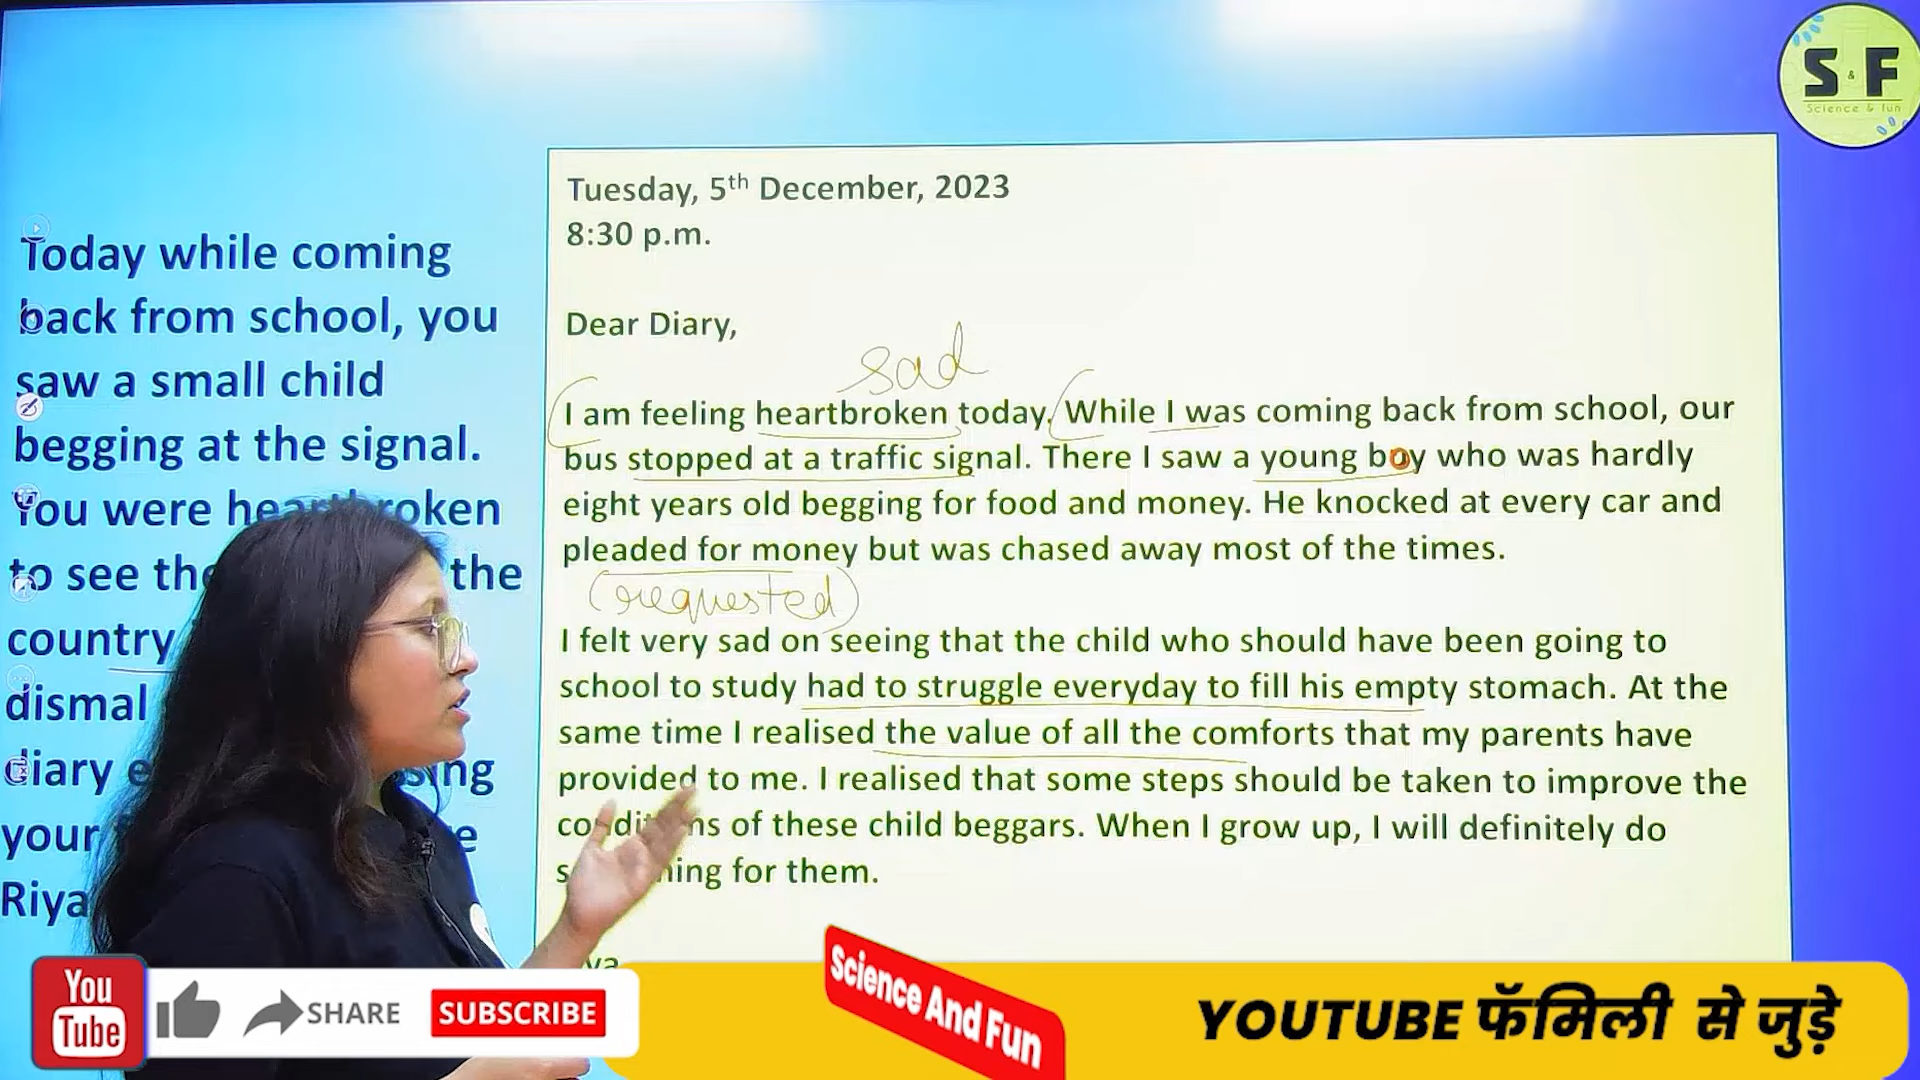 S & F
Science & fun
Today while coming
back from school, you
saw a small child
begging at the signal.
You were heartbroken
to see the the
country
dismal
diary
your
Riya
Tuesday, 5th December, 2023
8:30 p.m.
Dear Diary,
sad
I am feeling heartbroken today. While I was coming back from school, our
bus stopped at a traffic signal. There I saw a young boy who was hardly
eight years old begging for food and money. He knocked at every car and
pleaded for money but was chased away most of the times.
(requested)
I felt very sad on seeing that the child who should have been going to
school to study had to struggle everyday to fill his empty stomach. At the
same time I realised the value of all the comforts that my parents have
provided to me. I realised that some steps should be taken to improve the
conditions of these child beggars. When I grow up, I will definitely do
something for them.
You
Tube
SHARE
SUBSCRIBE
Science And Fun
YOUTUBE फॅमिली से जुड़े